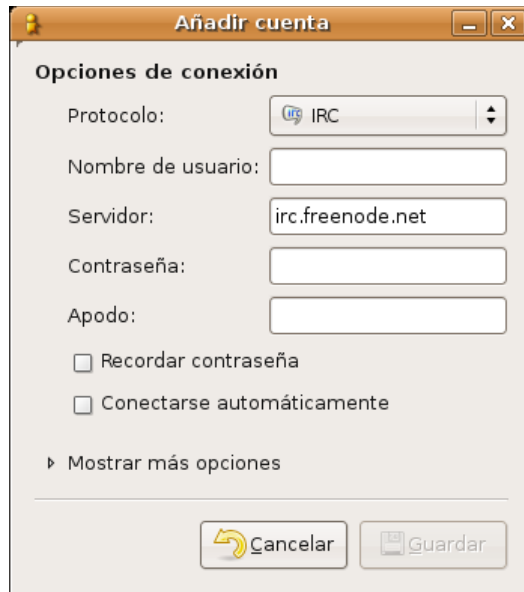 Añadir cuenta
Opciones de conexión
Protocolo: IRC
Nombre de usuario:
Servidor: irc.freenode.net
Contraseña:
Apodo:
Recordar contraseña
Conectarse automáticamente
Mostrar más opciones
Cancelar Guardar